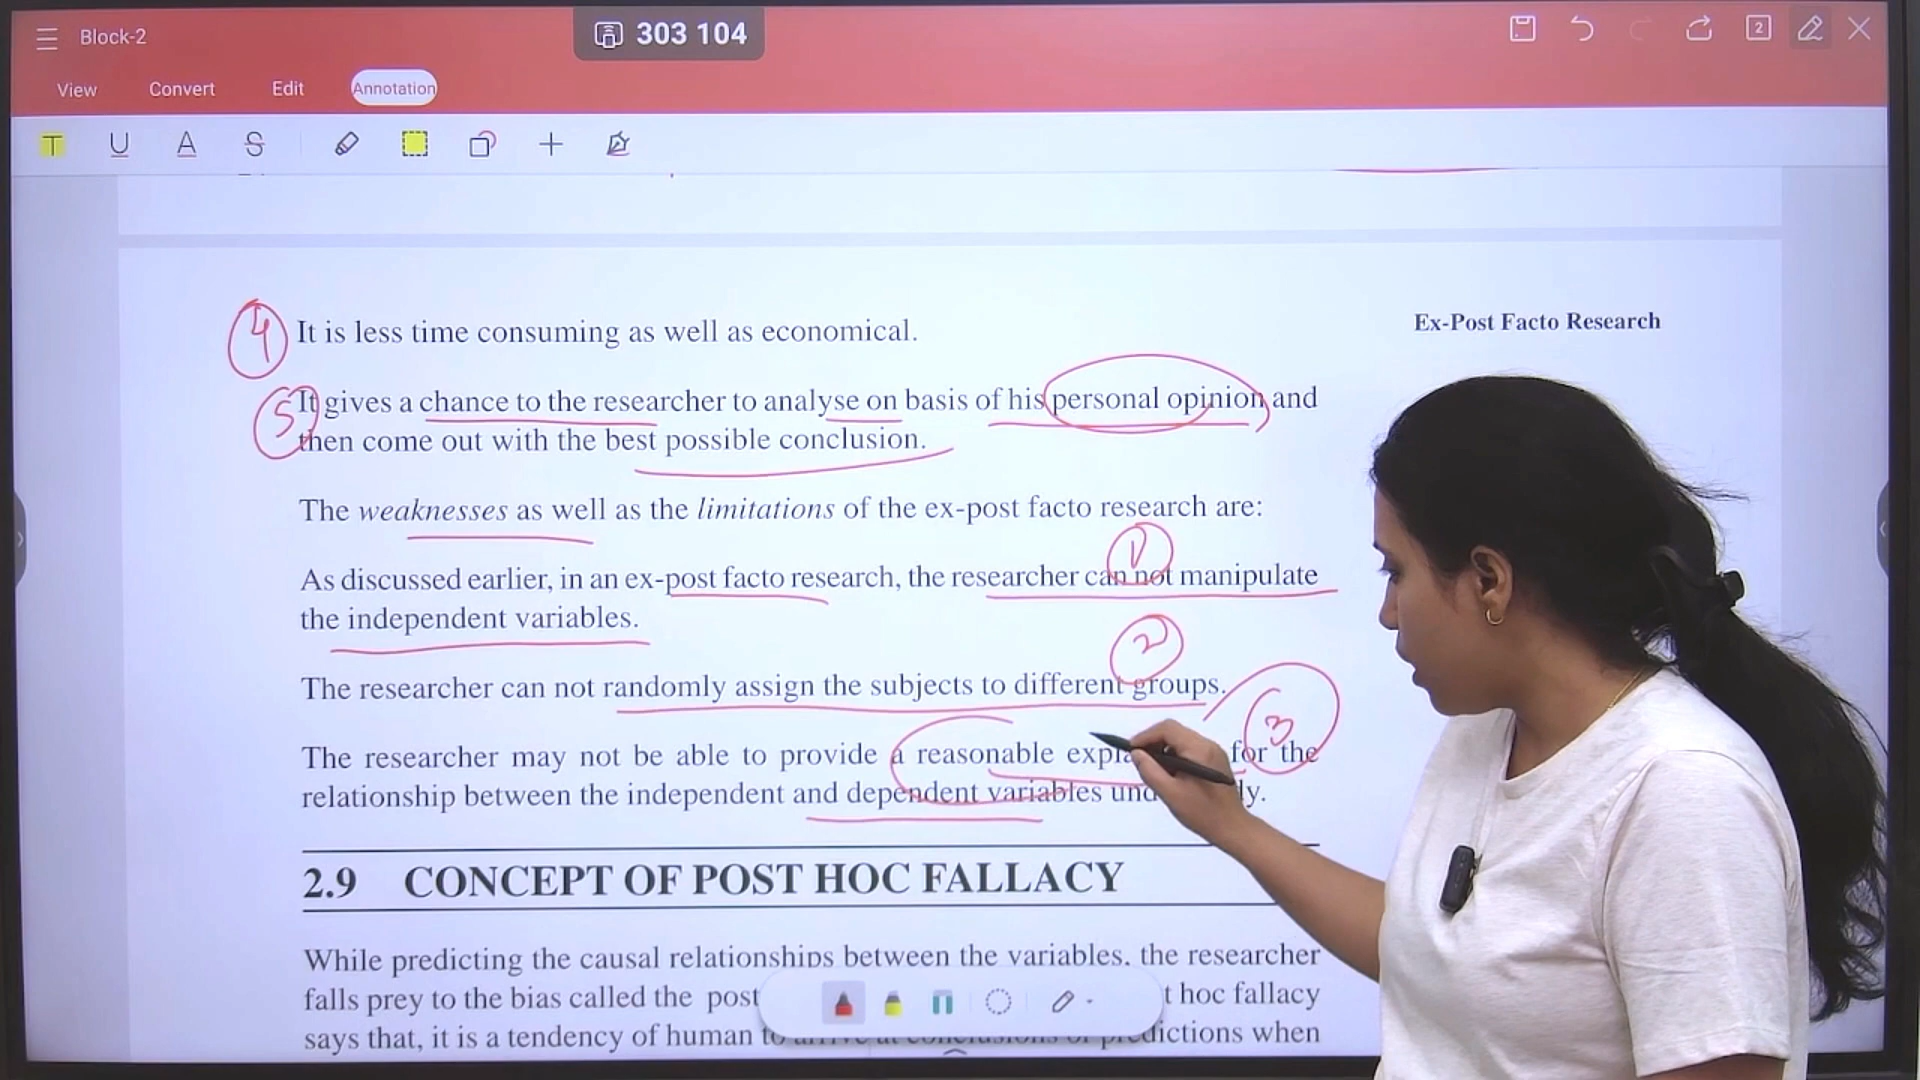 Block-2
303 104
2
View Convert Edit Annotation
T U A S
4 It is less time consuming as well as economical.
Ex-Post Facto Research
5 It gives a chance to the researcher to analyse on basis of his personal opinion and
then come out with the best possible conclusion.
The weaknesses as well as the limitations of the ex-post facto research are:
1
As discussed earlier, in an ex-post facto research, the researcher can not manipulate
the independent variables.
2
The researcher can not randomly assign the subjects to different groups.
3
The researcher may not be able to provide a reasonable for the
relationship between the independent and dependent variables
2.9 CONCEPT OF POST HOC FALLACY
While predicting the causal relationships between the variables, the researcher
falls prey to the bias called the post hoc fallacy
says that, it is a tendency of human to arrive at conclusions or predictions when